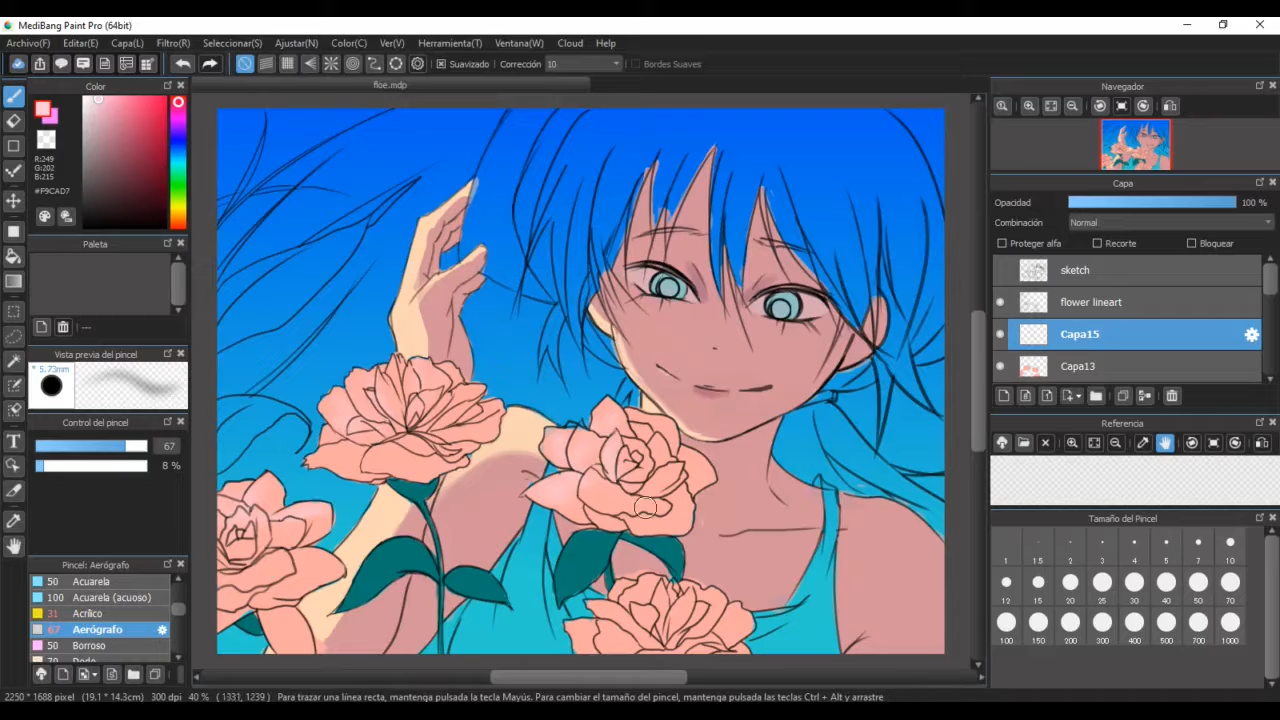 MediBang Paint Pro (64bit)
Archivo(F) Editar(E) Capa(L) Filtro(R) Seleccionar(S) Ajustar(N) Color(C) Ver(V) Herramienta(T) Ventana(W) Cloud Help
Suavizado Corrección 10 Bordes Suaves
floe.mdp
Color
R:249
G:202
B:215
#F9CAD7
Paleta
---
Vista previa del pincel
* 5.73mm
Control del pincel
67
8 %
Pincel: Aerógrafo
50 Acuarela
100 Acuarela (acuoso)
31 Acrílico
67 Aerógrafo
50 Borroso
70 Dedo
Navegador
Capa
Opacidad 100 %
Combinación Normal
Proteger alfa Recorte Bloquear
sketch
flower lineart
Capa15
Capa13
Referencia
Tamaño del Pincel
1 1.5 2 3 4 5 7 10
12 15 20 25 30 40 50 70
100 150 200 300 400 500 700 1000
2250 * 1688 pixel (19.1 * 14.3cm) 300 dpi 40 % ( 1331, 1239 ) Para trazar una línea recta, mantenga pulsada la tecla Mayús. Para cambiar el tamaño del pincel, mantenga pulsadas las teclas Ctrl + Alt y arrastre